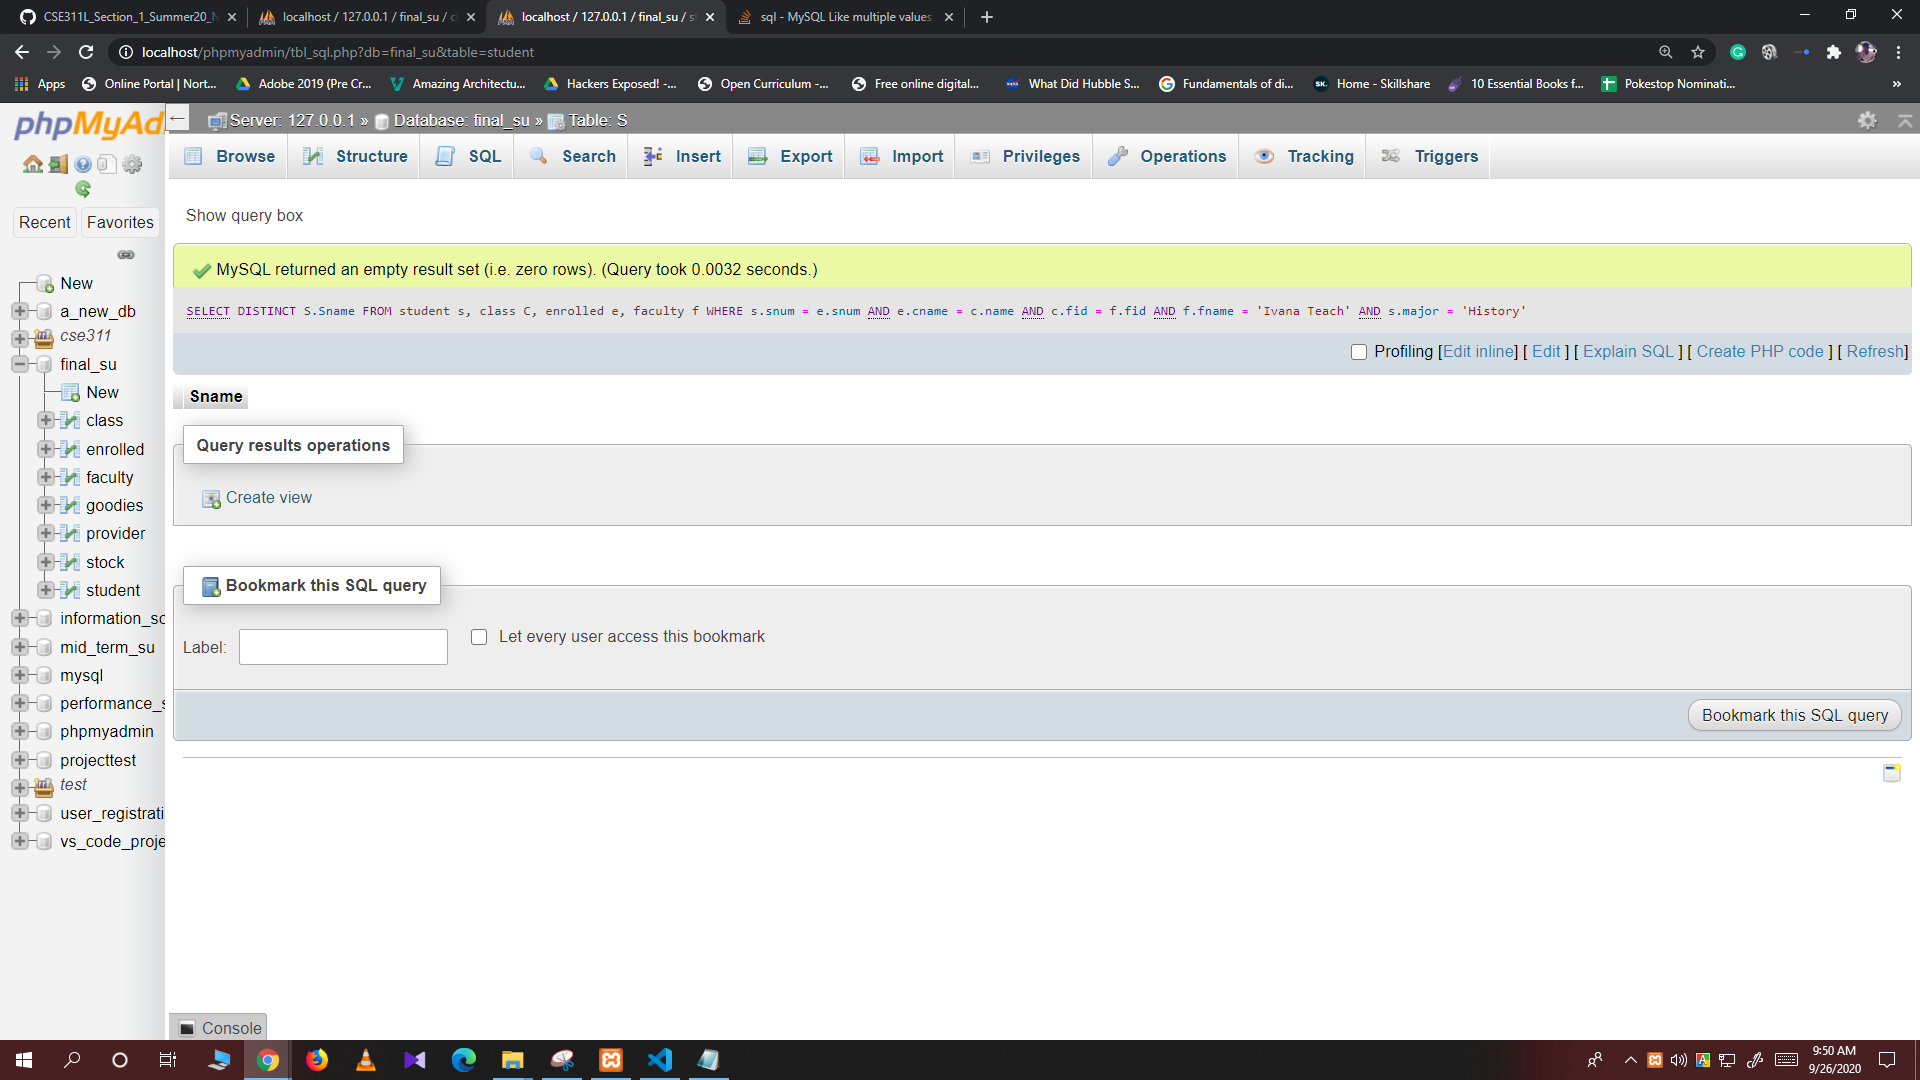 CSE311L_Section_1_Summer20_N
localhost / 127.0.0.1 / final_su / cl
localhost / 127.0.0.1 / final_su / st
sql - MySQL Like multiple values
localhost/phpmyadmin/tbl_sql.php?db=final_su&table=student
Apps
Online Portal | Nort...
Adobe 2019 (Pre Cr...
Amazing Architectu...
Hackers Exposed! -...
Open Curriculum -...
Free online digital...
What Did Hubble S...
Fundamentals of di...
Home - Skillshare
10 Essential Books f...
Pokestop Nominati...
»
phpMyAd
Server: 127.0.0.1 » Database: final_su » Table: S
Browse
Structure
SQL
Search
Insert
Export
Import
Privileges
Operations
Tracking
Triggers
Recent
Favorites
New
a_new_db
cse311
final_su
New
class
enrolled
faculty
goodies
provider
stock
student
information_sc
mid_term_su
mysql
performance_s
phpmyadmin
projecttest
test
user_registrati
vs_code_proje
Show query box
MySQL returned an empty result set (i.e. zero rows). (Query took 0.0032 seconds.)
SELECT DISTINCT S.Sname FROM student s, class C, enrolled e, faculty f WHERE s.snum = e.snum AND e.cname = c.name AND c.fid = f.fid AND f.fname = 'Ivana Teach' AND s.major = 'History'
Profiling [Edit inline] [ Edit ] [ Explain SQL ] [ Create PHP code ] [ Refresh]
Sname
Query results operations
Create view
Bookmark this SQL query
Label:
Let every user access this bookmark
Bookmark this SQL query
Console
9:50 AM
9/26/2020